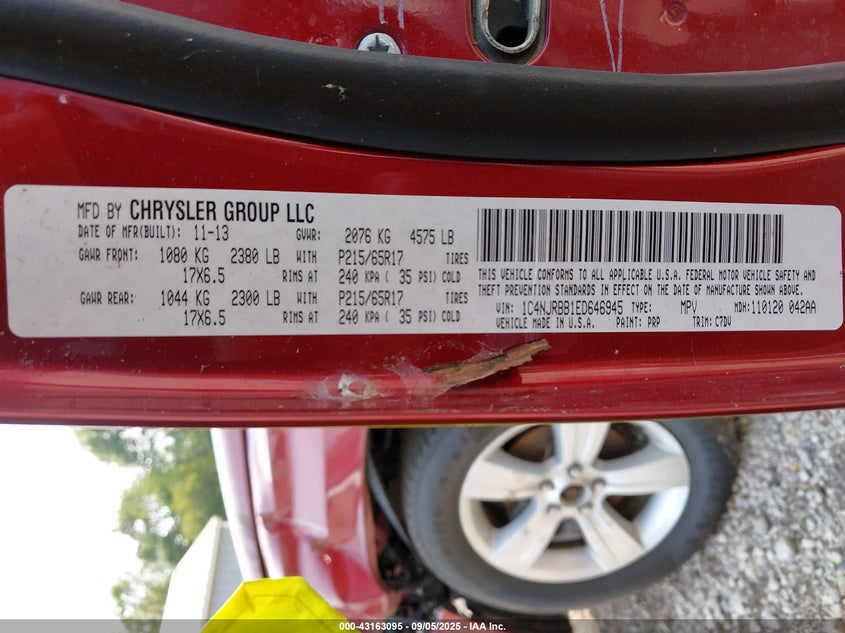 MFD BY CHRYSLER GROUP LLC
DATE OF MFR(BUILT): 11-13 GVWR: 2076 KG 4575 LB
GAWR FRONT: 1080 KG 2380 LB WITH P215/65R17 TIRES
17X6.5 RIMS AT 240 KPA ( 35 PSI) COLD
GAWR REAR: 1044 KG 2300 LB WITH P215/65R17 TIRES
17X6.5 RIMS AT 240 KPA ( 35 PSI) COLD
THIS VEHICLE CONFORMS TO ALL APPLICABLE U.S.A. FEDERAL MOTOR VEHICLE SAFETY AND
THEFT PREVENTION STANDARDS IN EFFECT ON THE DATE OF MANUFACTURE SHOWN ABOVE.
VIN: 1C4NJRBB1ED646945 TYPE: MPV MDH:110120 042AA
VEHICLE MADE IN U.S.A. PAINT: PRP TRIM: C7DV
000-43163095 - 09/05/2025 - IAA Inc.